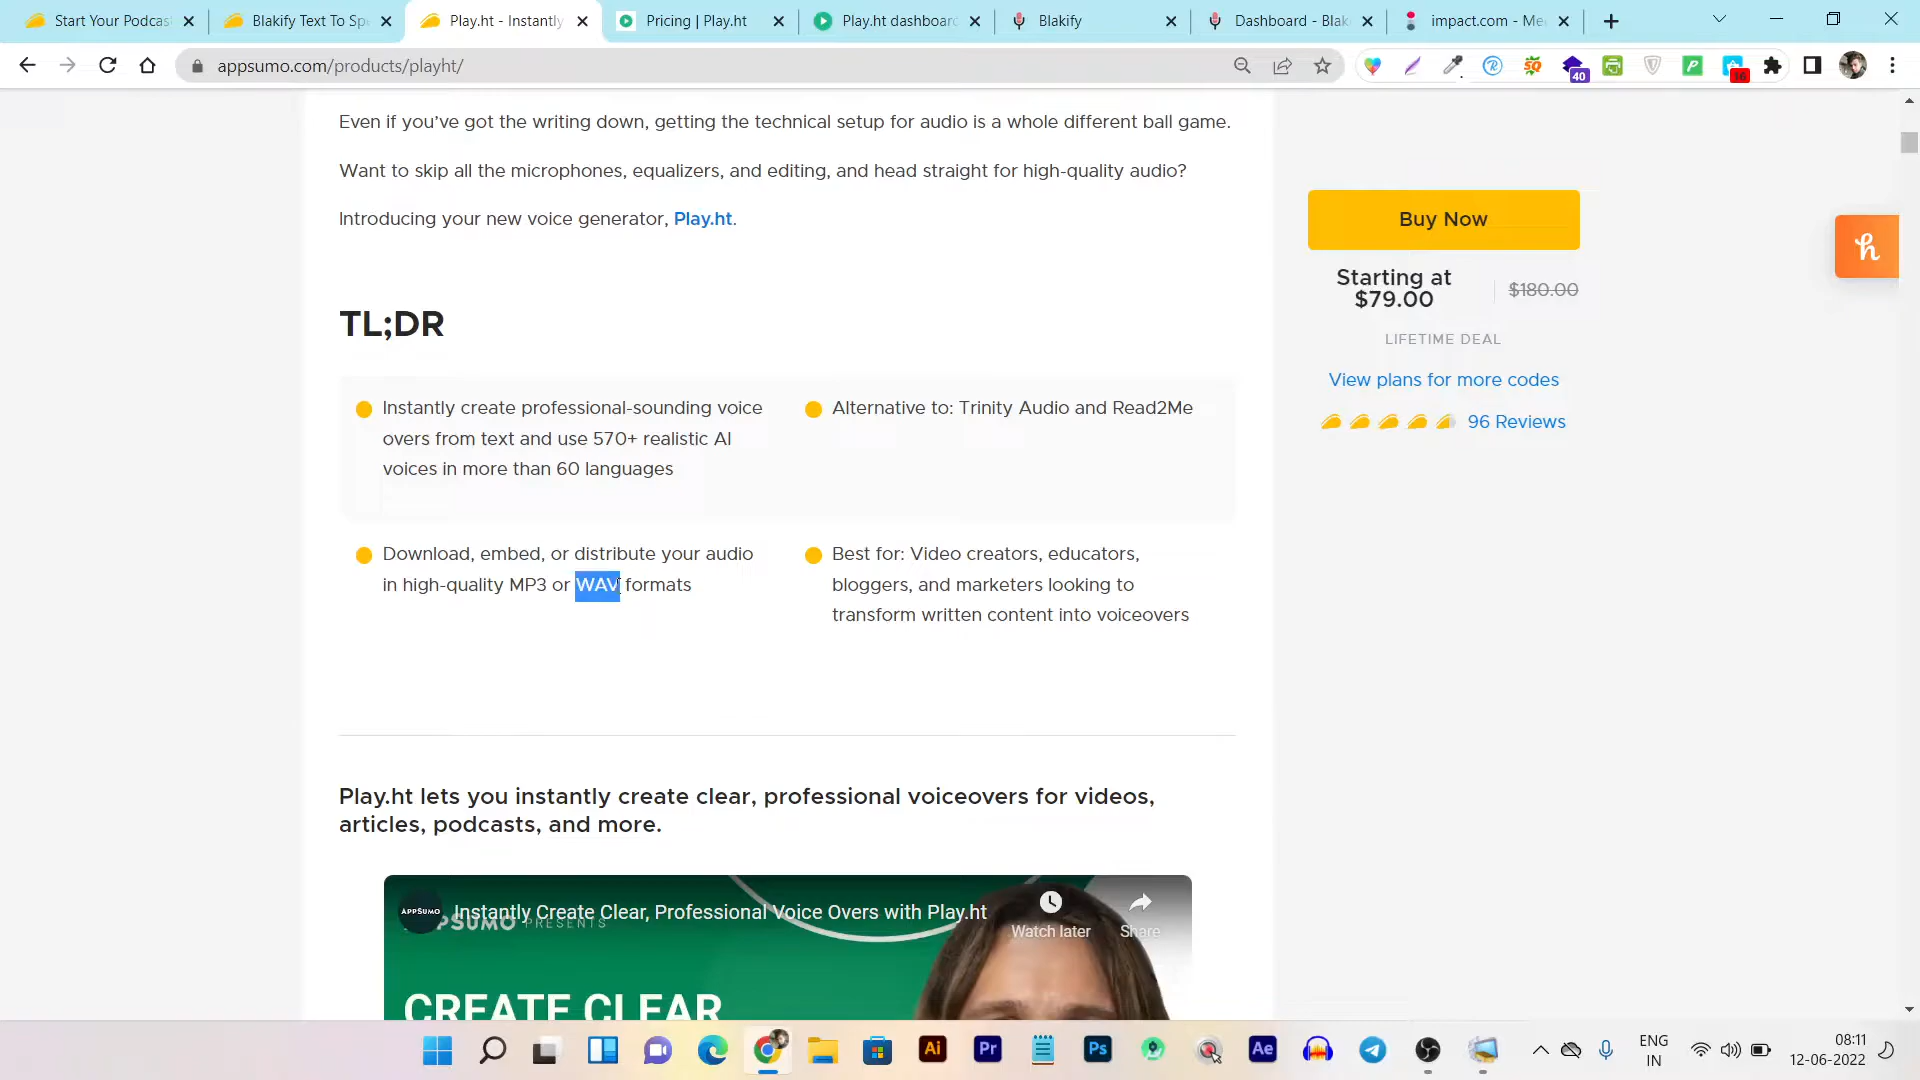 Start Your Podcas
Blakify Text To Sp
Play.ht - Instantly
Pricing | Play.ht
Play.ht dashboard
Blakify
Dashboard - Blak
impact.com - Me
appsumo.com/products/playht/
40
16
Even if you’ve got the writing down, getting the technical setup for audio is a whole different ball game.
Want to skip all the microphones, equalizers, and editing, and head straight for high-quality audio?
Introducing your new voice generator, Play.ht.
TL;DR
Instantly create professional-sounding voice
overs from text and use 570+ realistic AI
voices in more than 60 languages
Alternative to: Trinity Audio and Read2Me
Download, embed, or distribute your audio
in high-quality MP3 or WAV formats
Best for: Video creators, educators,
bloggers, and marketers looking to
transform written content into voiceovers
Play.ht lets you instantly create clear, professional voiceovers for videos,
articles, podcasts, and more.
APPSUMO
Instantly Create Clear, Professional Voice Overs with Play.ht
PRESENTS
Watch later
Share
CREATE CLEAR
Buy Now
Starting at
$79.00
$180.00
LIFETIME DEAL
View plans for more codes
96 Reviews
h
Ai
Pr
Ps
Ae
ENG
IN
08:11
12-06-2022